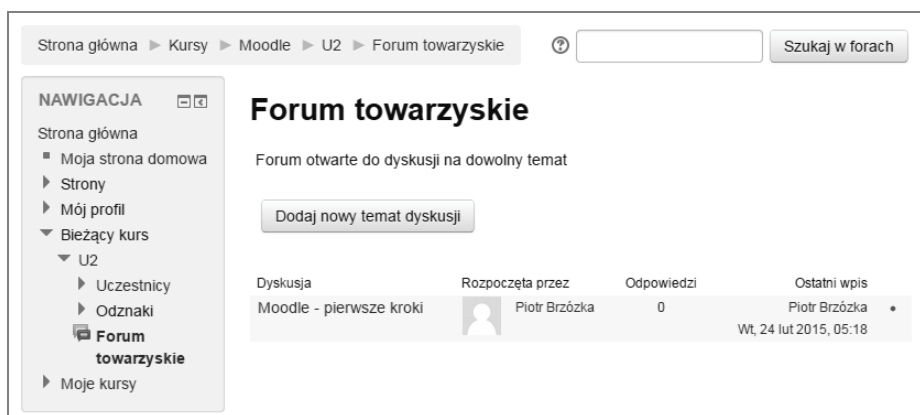 Strona główna ▶ Kursy ▶ Moodle ▶ U2 ▶ Forum towarzyskie
Szukaj w forach
NAWIGACJA
Strona główna
Moja strona domowa
Strony
Mój profil
Bieżący kurs
U2
Uczestnicy
Odznaki
Forum
towarzyskie
Moje kursy
Forum towarzyskie
Forum otwarte do dyskusji na dowolny temat
Dodaj nowy temat dyskusji
Dyskusja Rozpoczęta przez Odpowiedzi Ostatni wpis
Moodle - pierwsze kroki Piotr Brzózka 0 Piotr Brzózka
Wt, 24 lut 2015, 05:18